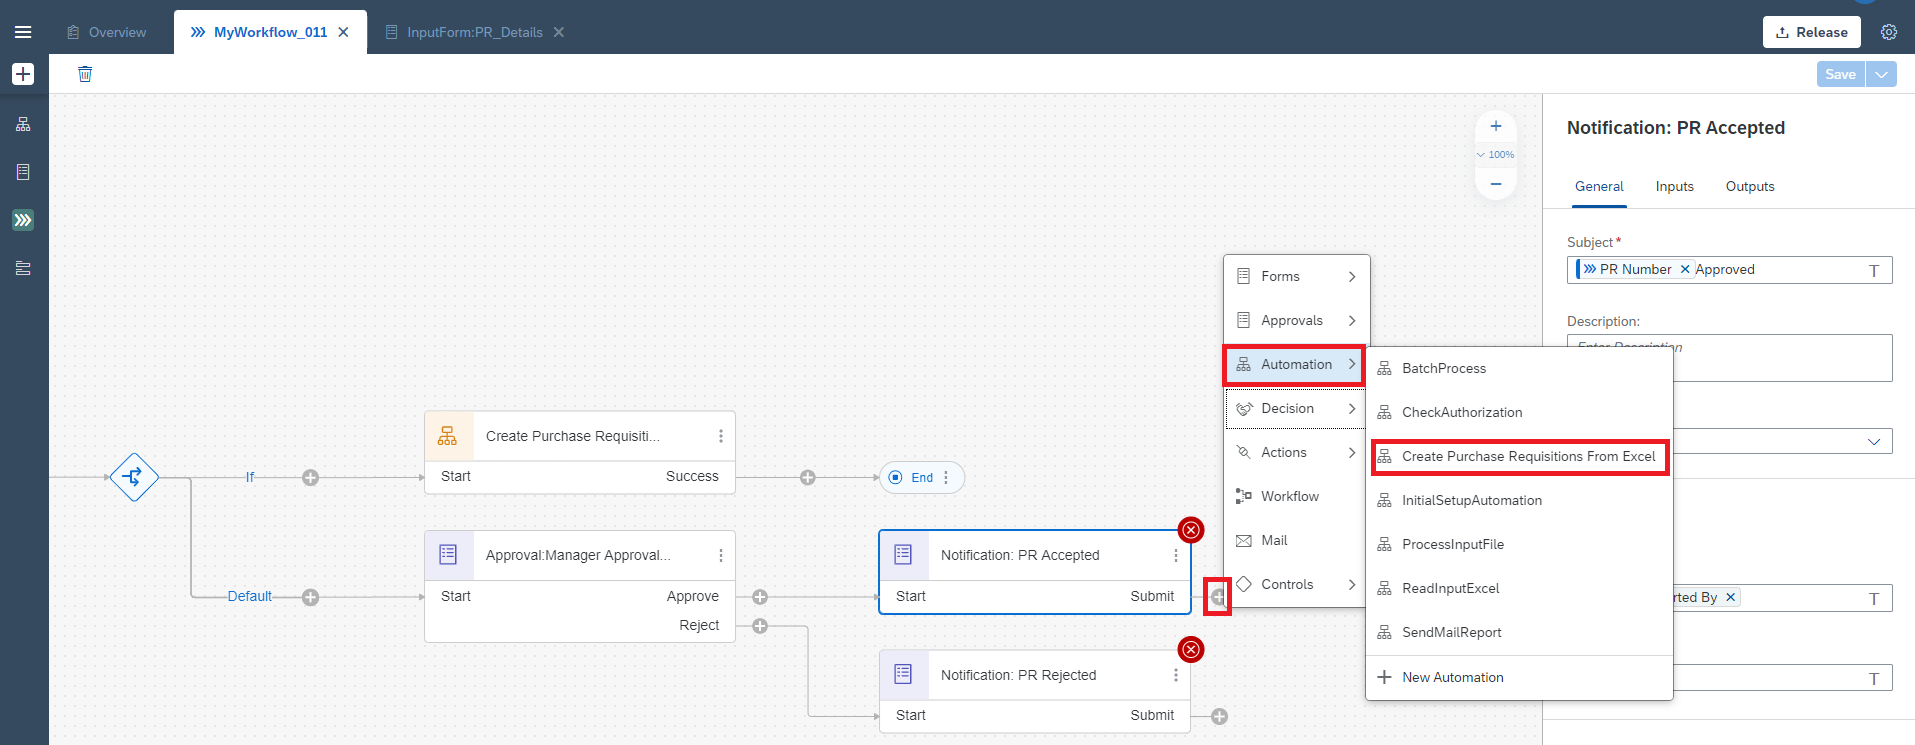 Overview
MyWorkflow_011
InputForm:PR_Details
Release
Save
100%
Notification: PR Accepted
General Inputs Outputs
Subject *
PR Number Approved
Description:
Enter Description
Forms
Approvals
Automation
Decision
Actions
Workflow
Mail
Controls
BatchProcess
CheckAuthorization
Create Purchase Requisitions From Excel
InitialSetupAutomation
ProcessInputFile
ReadInputExcel
SendMailReport
New Automation
rted By
If
Create Purchase Requisiti...
Start Success
End
Default
Approval:Manager Approval...
Start Approve
Reject
Notification: PR Accepted
Start Submit
Notification: PR Rejected
Start Submit